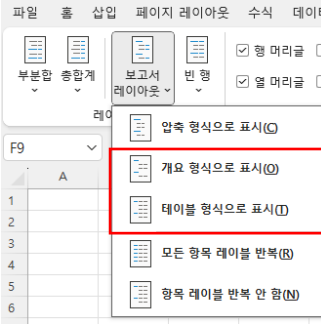 파일 홈 삽입 페이지 레이아웃 수식 데이
부분합 총합계 보고서 레이아웃 빈 행
행 머리글
열 머리글
레이
압축 형식으로 표시(C)
F9
개요 형식으로 표시(O)
A
테이블 형식으로 표시(T)
1
2
3
모든 항목 레이블 반복(R)
4
5
항목 레이블 반복 안 함(N)
6